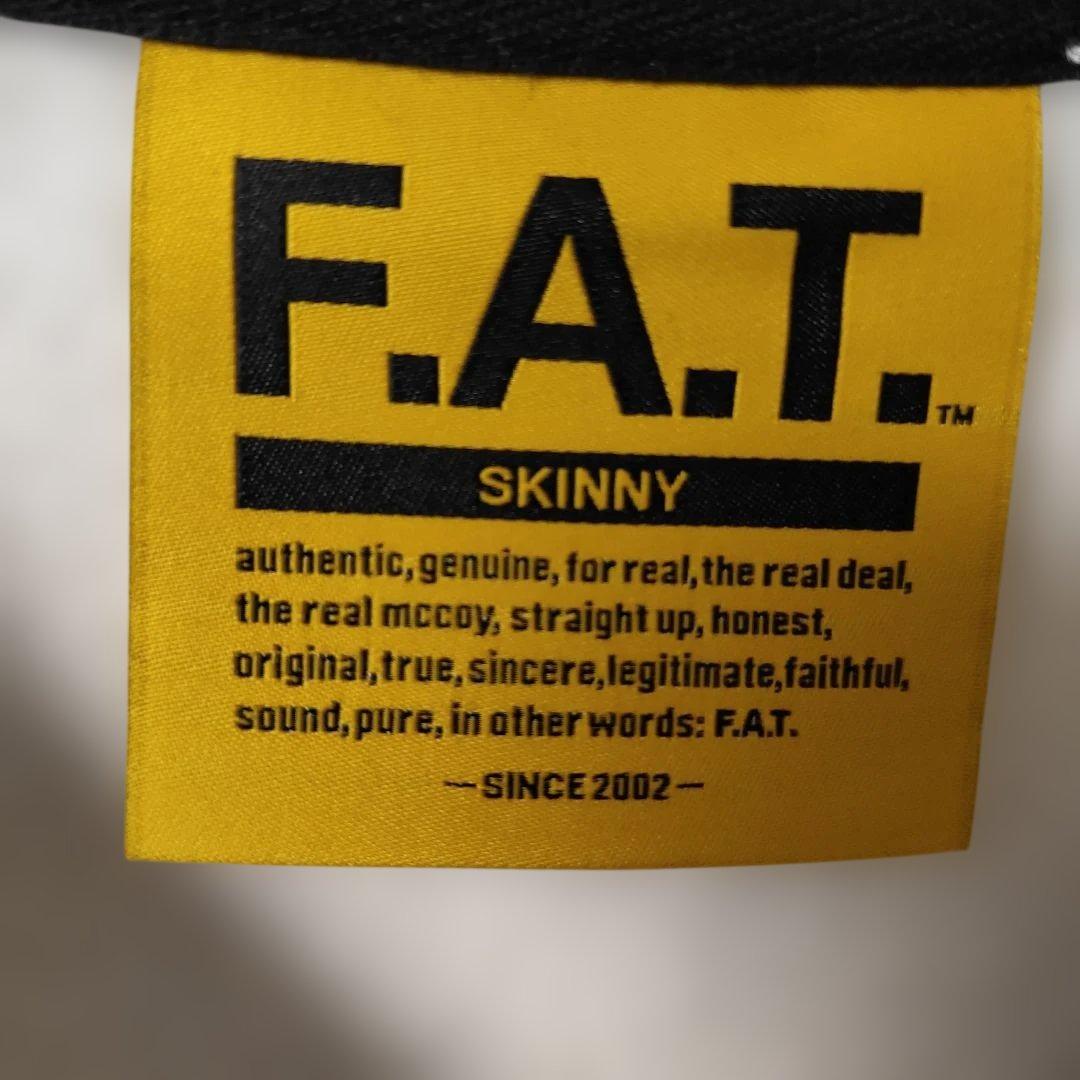 F.A.T.™
SKINNY
authentic, genuine, for real, the real deal,
the real mccoy, straight up, honest,
original, true, sincere, legitimate, faithful,
sound, pure, in other words: F.A.T.
—SINCE 2002—